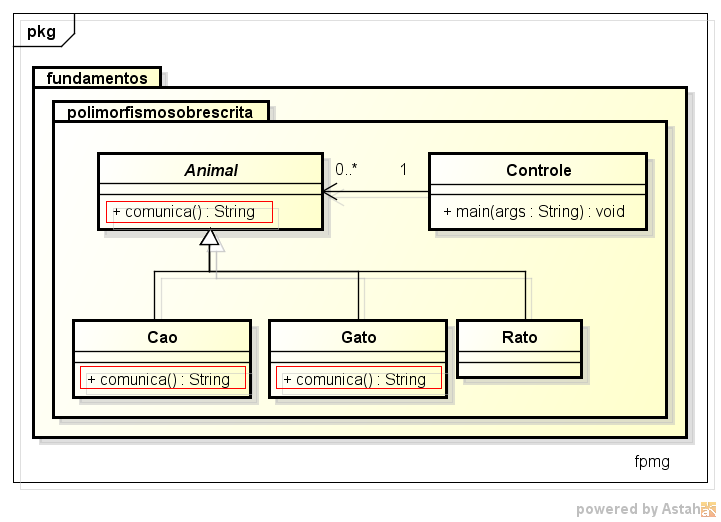 pkg
fundamentos
polimorfismosobrescrita
Animal
0..* 1
Controle
+ comunica() : String
+ main(args : String) : void
Cao
Gato
Rato
+ comunica() : String
+ comunica() : String
fpmg
powered by Astah